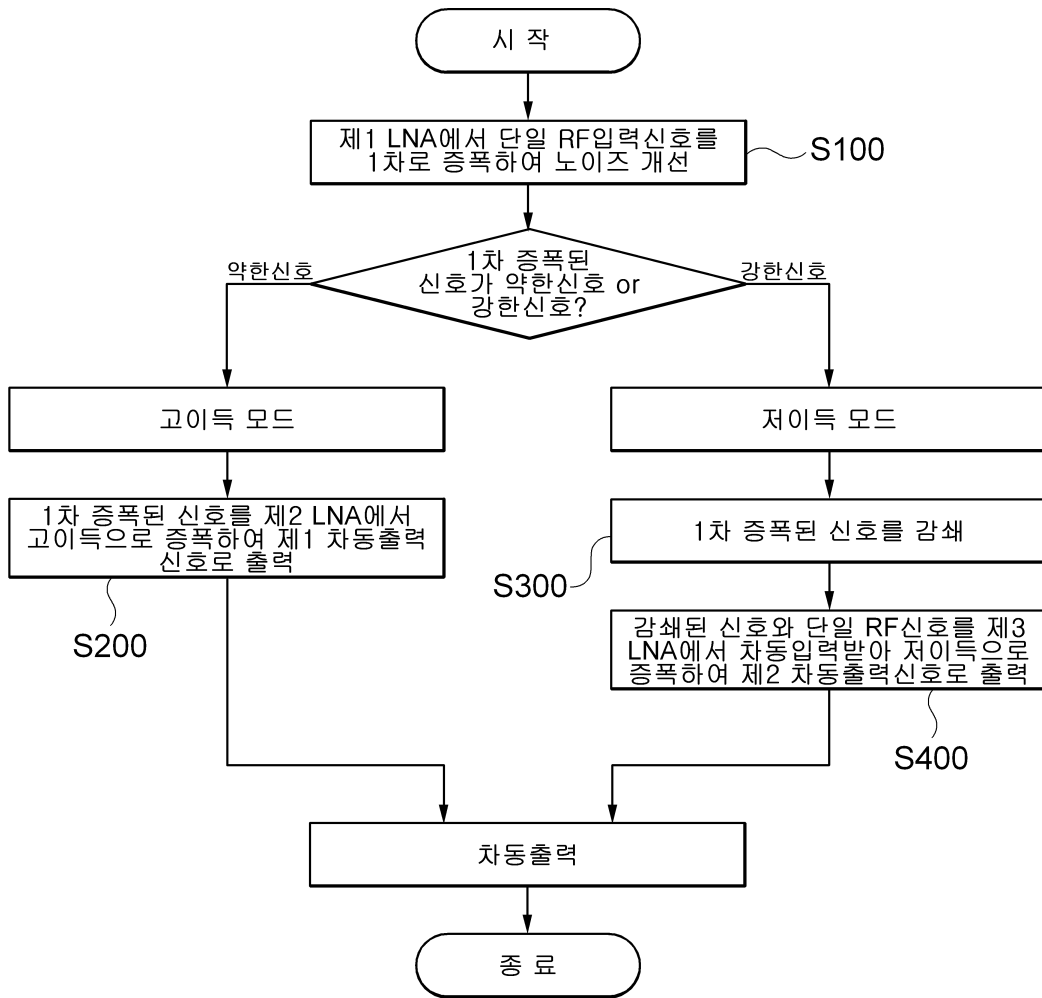 시 작
제1 LNA에서 단일 RF입력신호를
1차로 증폭하여 노이즈 개선
S100
1차 증폭된
신호가 약한신호 or
강한신호?
약한신호
강한신호
고이득 모드
저이득 모드
1차 증폭된 신호를 제2 LNA에서
고이득으로 증폭하여 제1 차동출력
신호로 출력
S200
1차 증폭된 신호를 감쇄
S300
감쇄된 신호와 단일 RF신호를 제3
LNA에서 차동입력받아 저이득으로
증폭하여 제2 차동출력신호로 출력
S400
차동출력
종 료